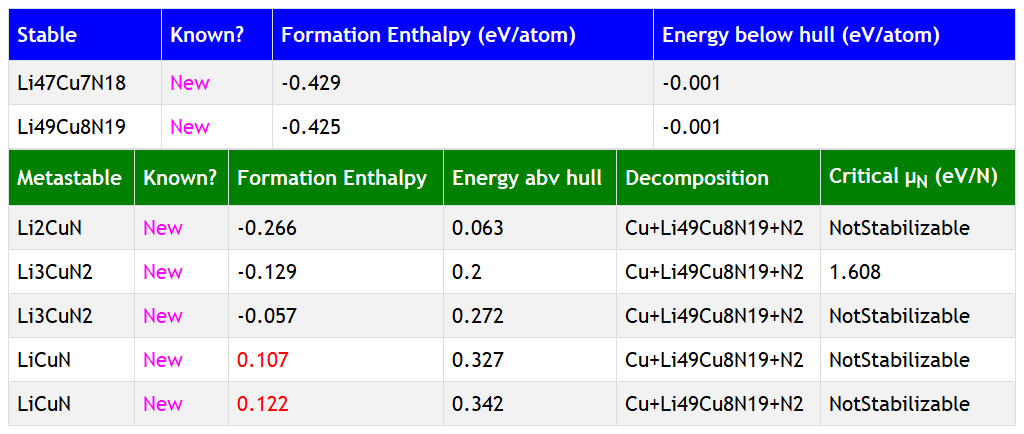 Stable Known? Formation Enthalpy (eV/atom) Energy below hull (eV/atom)
Li47Cu7N18 New -0.429 -0.001
Li49Cu8N19 New -0.425 -0.001
Metastable Known? Formation Enthalpy Energy abv hull Decomposition Critical μN (eV/N)
Li2CuN New -0.266 0.063 Cu+Li49Cu8N19+N2 NotStabilizable
Li3CuN2 New -0.129 0.2 Cu+Li49Cu8N19+N2 1.608
Li3CuN2 New -0.057 0.272 Cu+Li49Cu8N19+N2 NotStabilizable
LiCuN New 0.107 0.327 Cu+Li49Cu8N19+N2 NotStabilizable
LiCuN New 0.122 0.342 Cu+Li49Cu8N19+N2 NotStabilizable